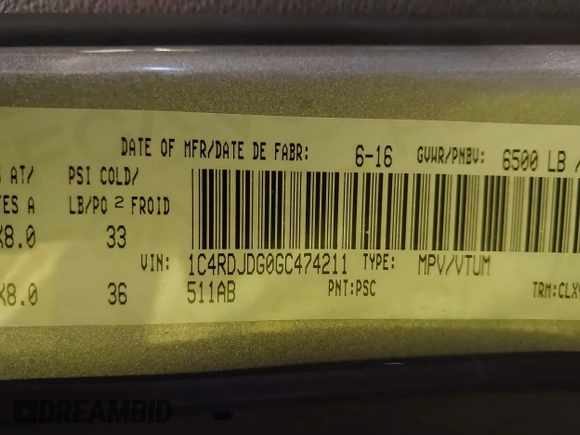 DATE OF MFR/DATE DE FABR: 6-16 GVWR/PNBV: 6500 LB /
AT/ PSI COLD/
A LB/PO 2 FROID
X8.0 33
VIN: 1C4RDJDG0GC474211 TYPE: MPV/VTUM
X8.0 36 511AB PNT:PSC TRM:CLX
DREAMBID